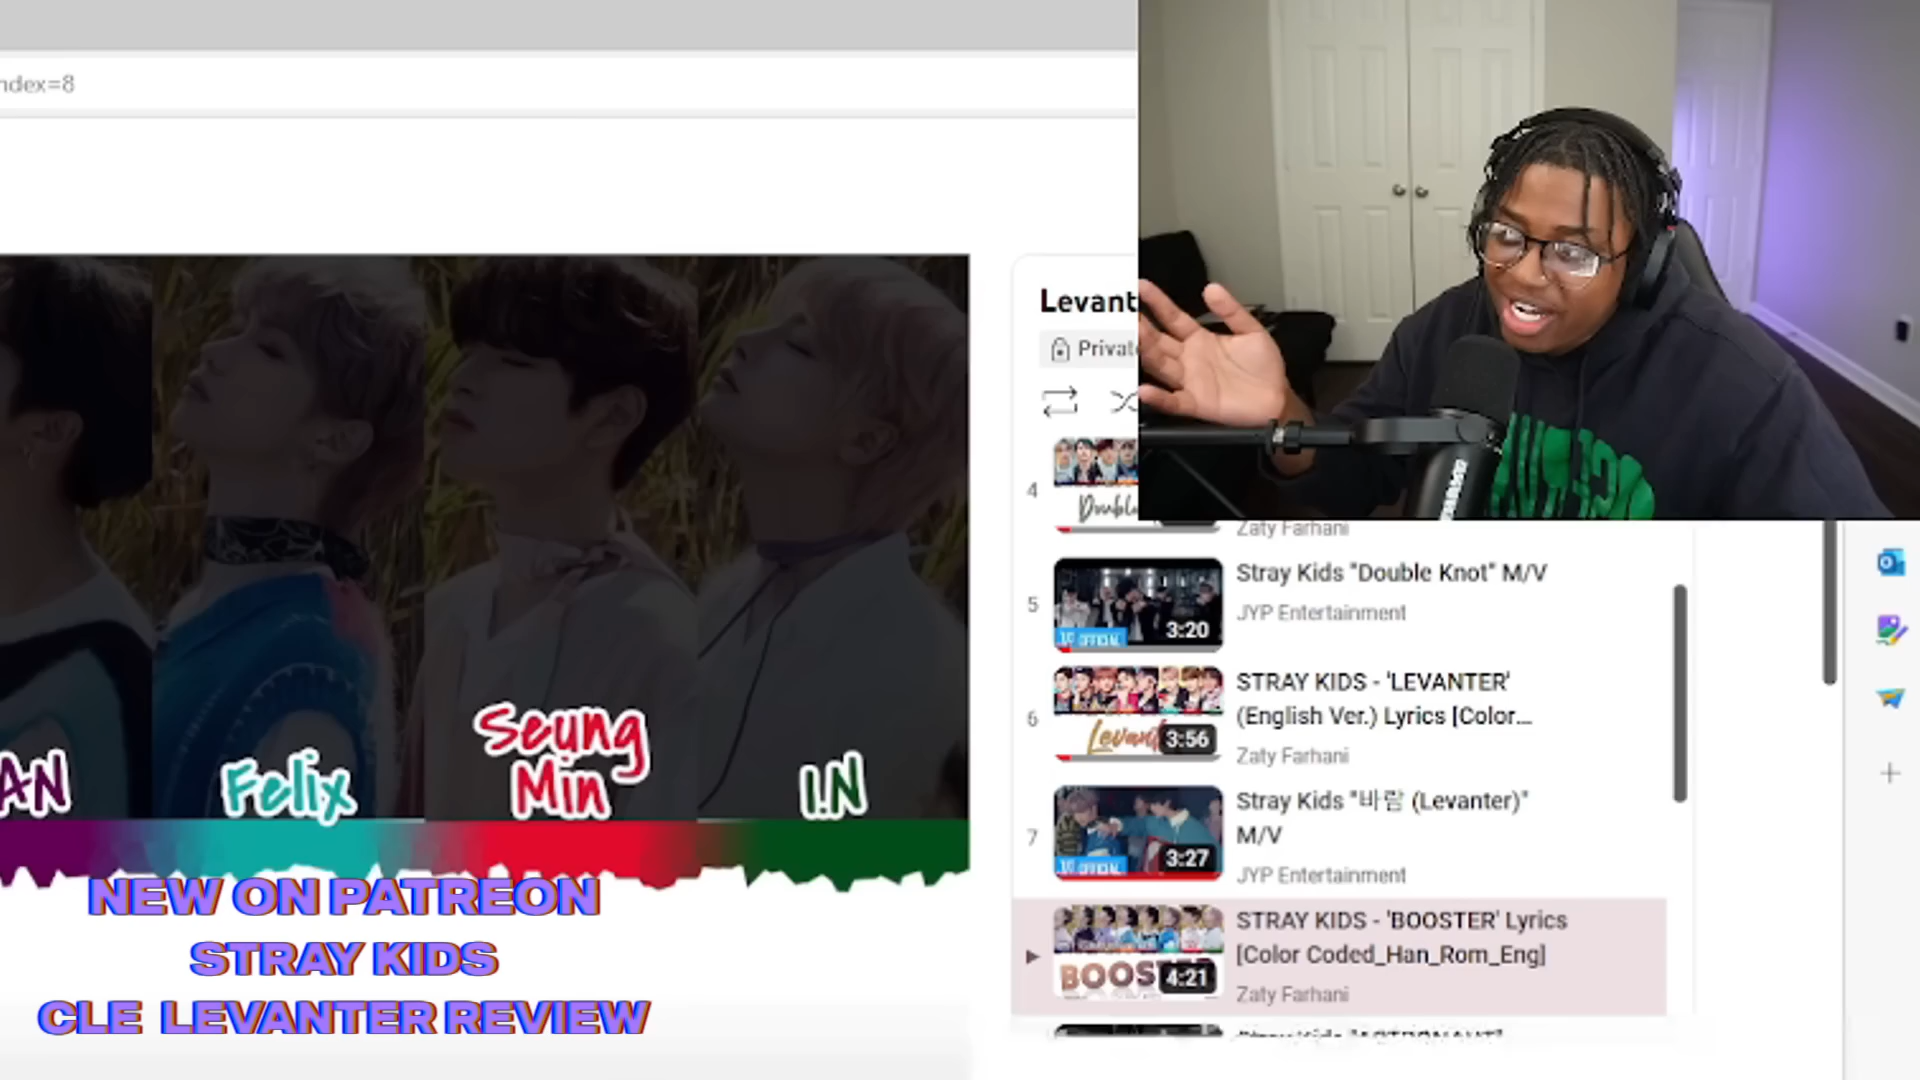 ndex=8
AN
Felix
Seung
Min
I.N
NEW ON PATREON
STRAY KIDS
CLE LEVANTER REVIEW
Levant
Private
4
Zaty Farhani
5
3:20
Stray Kids "Double Knot" M/V
JYP Entertainment
6
3:56
STRAY KIDS - 'LEVANTER'
(English Ver.) Lyrics [Color...
Zaty Farhani
7
3:27
Stray Kids "바람 (Levanter)"
M/V
JYP Entertainment
BOOST
4:21
STRAY KIDS - 'BOOSTER' Lyrics
[Color Coded_Han_Rom_Eng]
Zaty Farhani